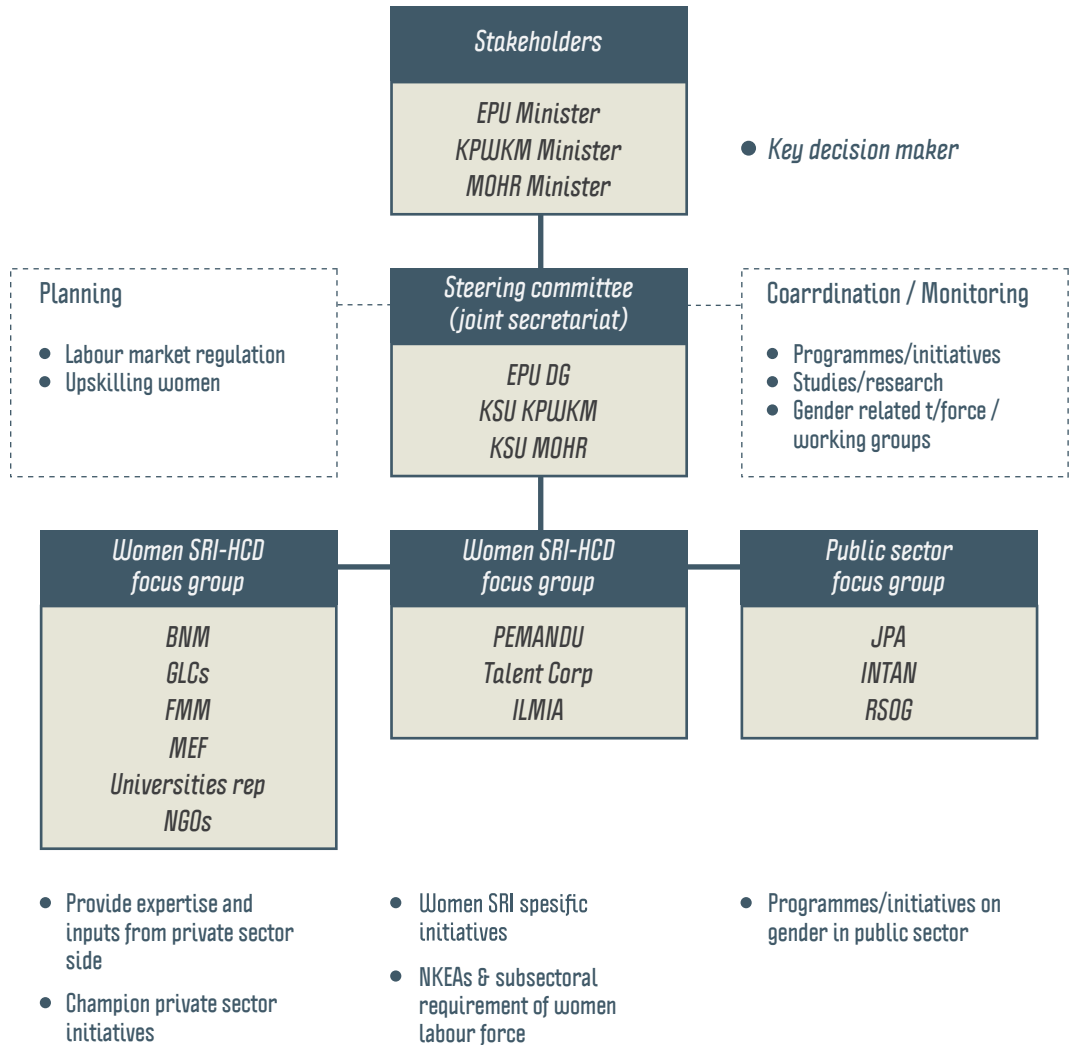 Stakeholders
EPU Minister
KPWKM Minister
MOHR Minister
Key decision maker
Planning
Labour market regulation
Upskilling women
Steering committee
(joint secretariat)
EPU DG
KSU KPWKM
KSU MOHR
Coarrdination / Monitoring
Programmes/initiatives
Studies/research
Gender related t/force /
working groups
Women SRI-HCD
focus group
BNM
GLCs
FMM
MEF
Universities rep
NGOs
Women SRI-HCD
focus group
PEMANDU
Talent Corp
ILMIA
Public sector
focus group
JPA
INTAN
RSOG
Provide expertise and
inputs from private sector
side
Champion private sector
initiatives
Women SRI spesific
initiatives
NKEAs & subsectoral
requirement of women
labour force
Programmes/initiatives on
gender in public sector